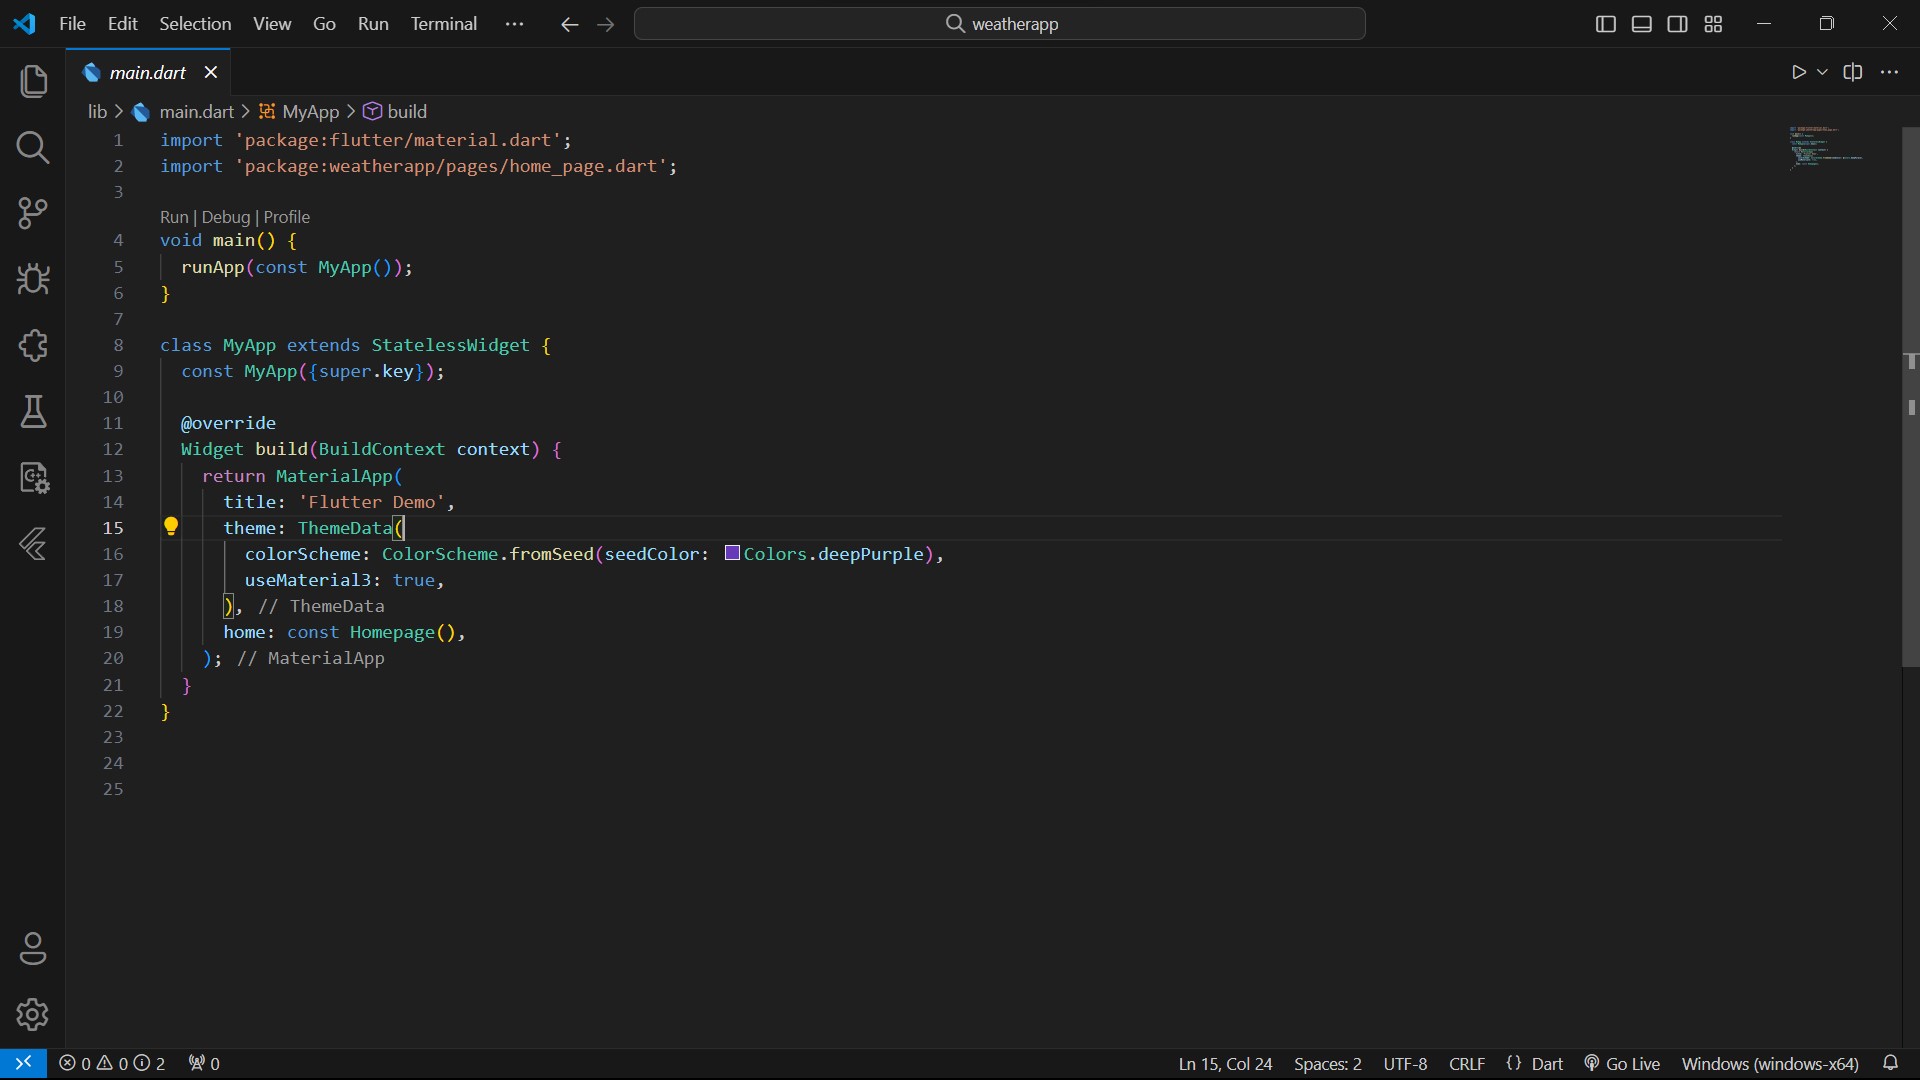 File Edit Selection View Go Run Terminal ··· weatherapp
main.dart
lib > main.dart > MyApp > build
1 import 'package:flutter/material.dart';
2 import 'package:weatherapp/pages/home_page.dart';
3
Run | Debug | Profile
4 void main() {
5 runApp(const MyApp());
6 }
7
8 class MyApp extends StatelessWidget {
9 const MyApp({super.key});
10
11 @override
12 Widget build(BuildContext context) {
13 return MaterialApp(
14 title: 'Flutter Demo',
15 theme: ThemeData(
16 colorScheme: ColorScheme.fromSeed(seedColor: Colors.deepPurple),
17 useMaterial3: true,
18 ), // ThemeData
19 home: const Homepage(),
20 ); // MaterialApp
21 }
22 }
23
24
25
0 0 2 0 Ln 15, Col 24 Spaces: 2 UTF-8 CRLF {} Dart Go Live Windows (windows-x64)